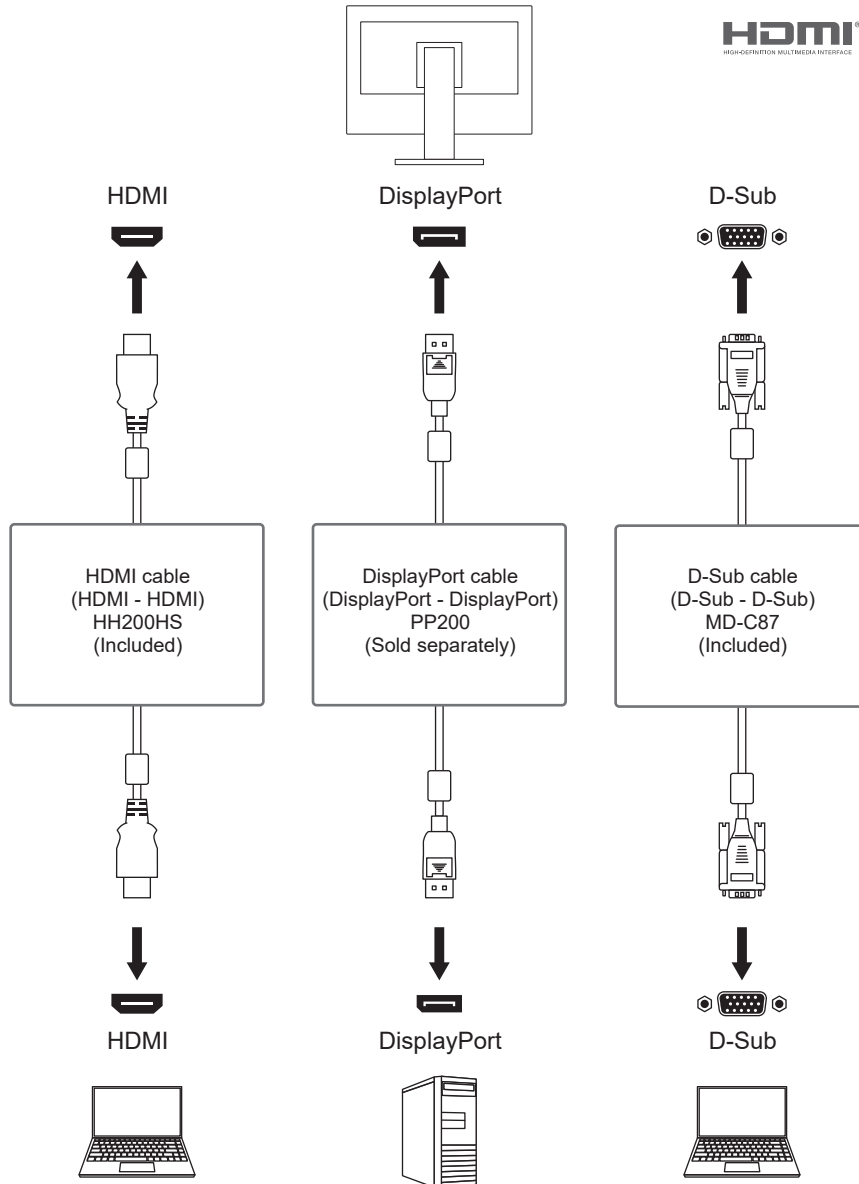 HDMI®
HIGH-DEFINITION MULTIMEDIA INTERFACE
HDMI
DisplayPort
D-Sub
HDMI cable
(HDMI - HDMI)
HH200HS
(Included)
DisplayPort cable
(DisplayPort - DisplayPort)
PP200
(Sold separately)
D-Sub cable
(D-Sub - D-Sub)
MD-C87
(Included)
HDMI
DisplayPort
D-Sub